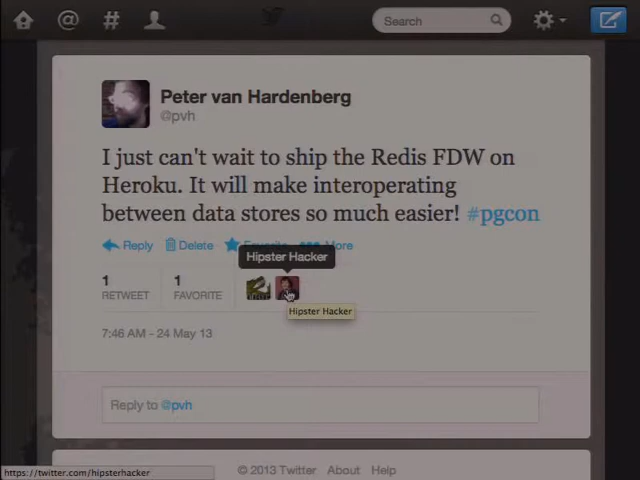 @ # Search
Peter van Hardenberg
@pvh
I just can't wait to ship the Redis FDW on
Heroku. It will make interoperating
between data stores so much easier! #pgcon
Reply Delete Favorite More
Hipster Hacker
1 1
RETWEET FAVORITE
Hipster Hacker
7:46 AM - 24 May 13
Reply to @pvh
https://twitter.com/hipsterhacker © 2013 Twitter About Help